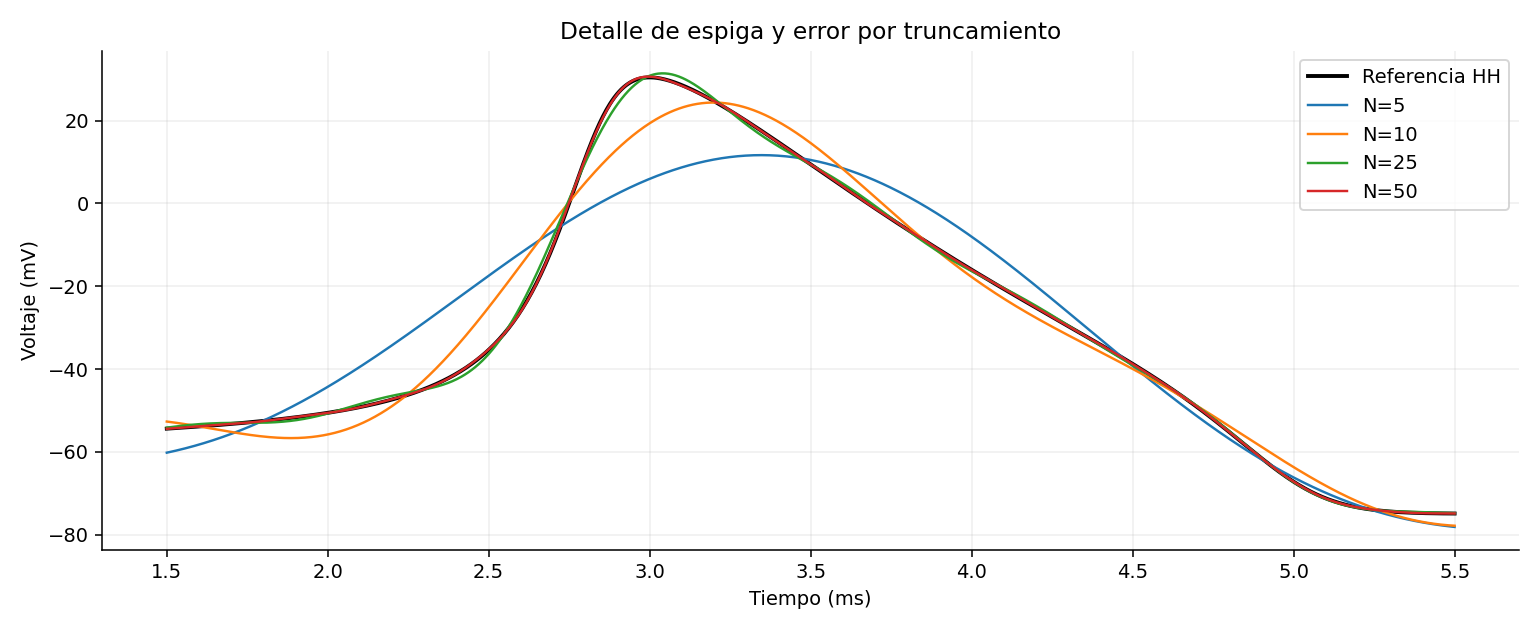 Detalle de espiga y error por truncamiento
Referencia HH
N=5
N=10
N=25
N=50
Voltaje (mV)
20
0
−20
−40
−60
−80
1.5 2.0 2.5 3.0 3.5 4.0 4.5 5.0 5.5
Tiempo (ms)